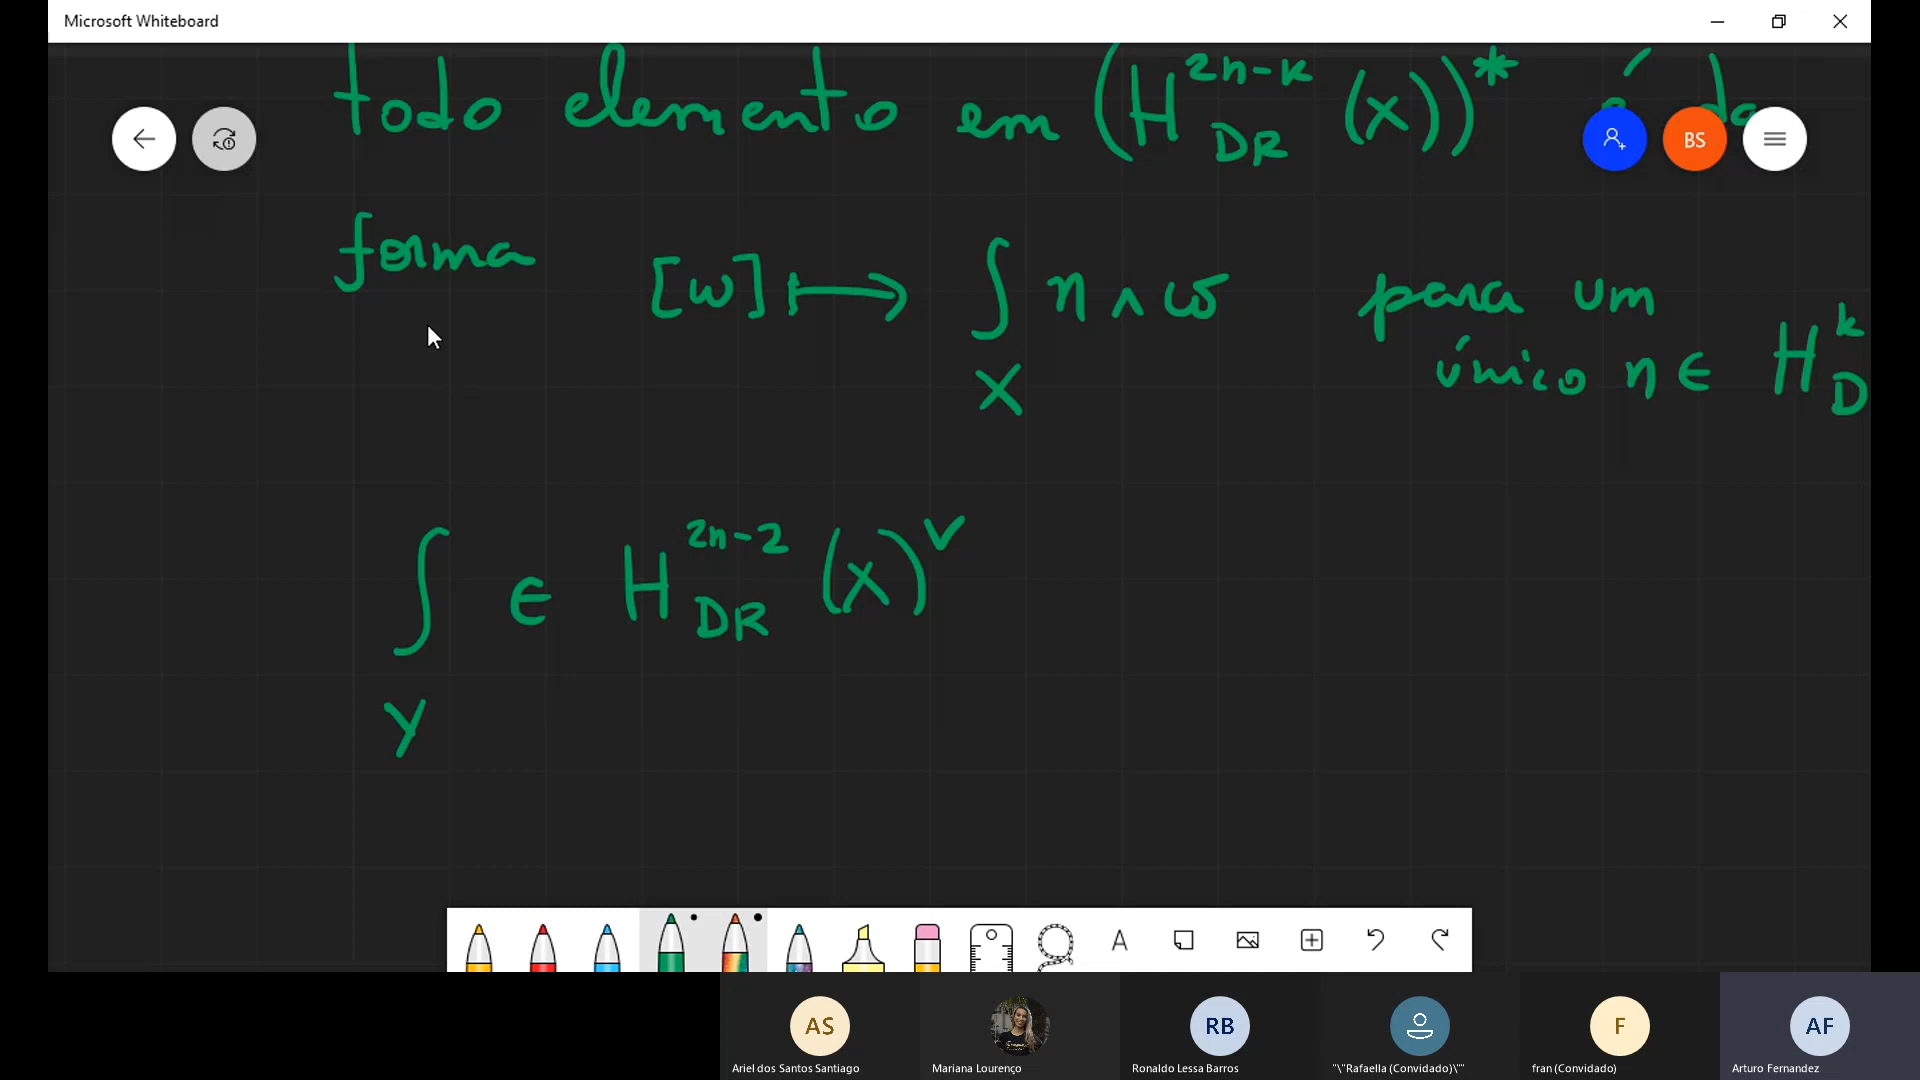 Microsoft Whiteboard
todo elemento em (H^{2n-k}_{DR}(X))^* é da
BS
forma [ω] ⟼ ∫_X η ∧ ω para um
único η ∈ H^k_D
∫_Y ∈ H^{2n-2}_{DR}(X)^∨
A
AS
RB
F
AF
Ariel dos Santos Santiago
Mariana Lourenço
Ronaldo Lessa Barros
"\"Rafaella (Convidado)\""
fran (Convidado)
Arturo Fernandez